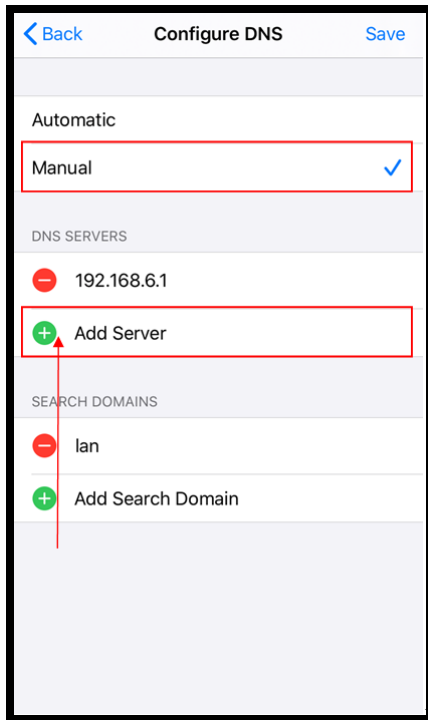 Back Configure DNS Save
Automatic
Manual
DNS SERVERS
192.168.6.1
Add Server
SEARCH DOMAINS
lan
Add Search Domain